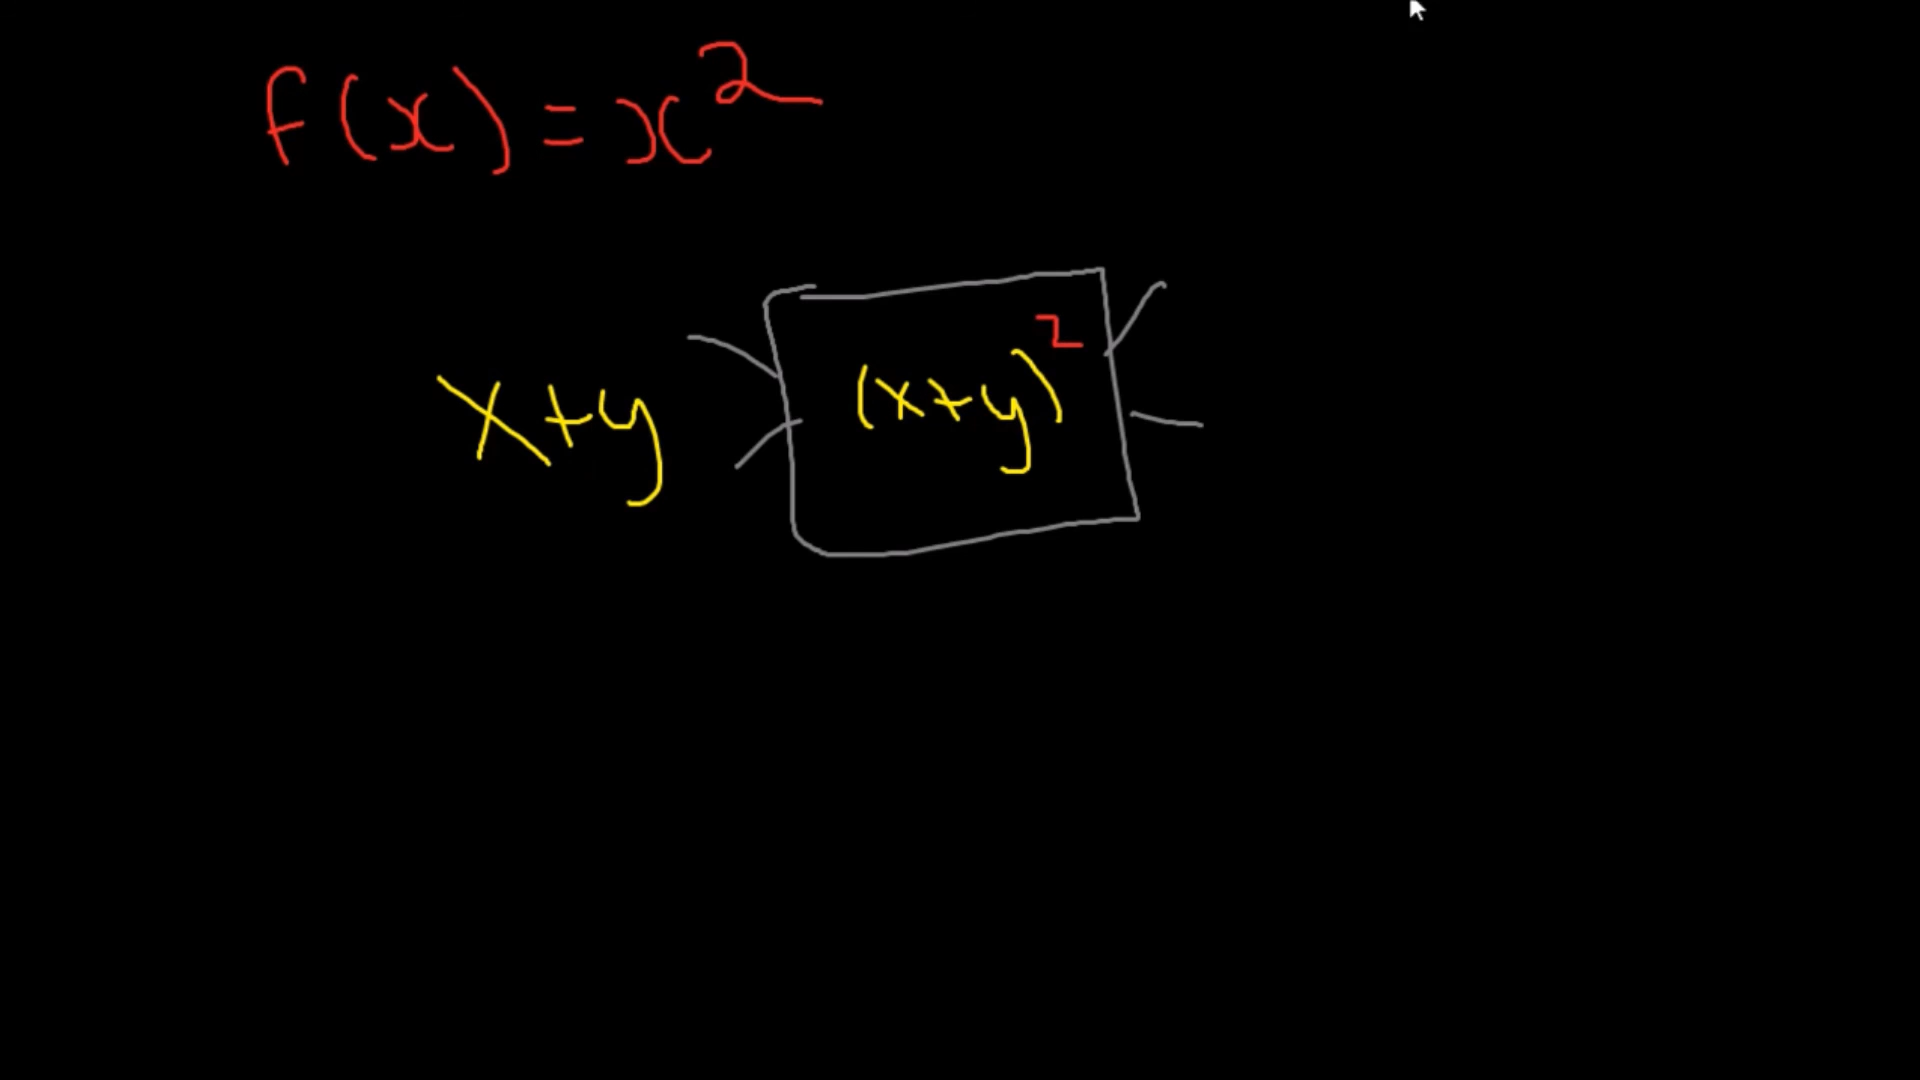 f(x) = x²
x+y (x+y)²